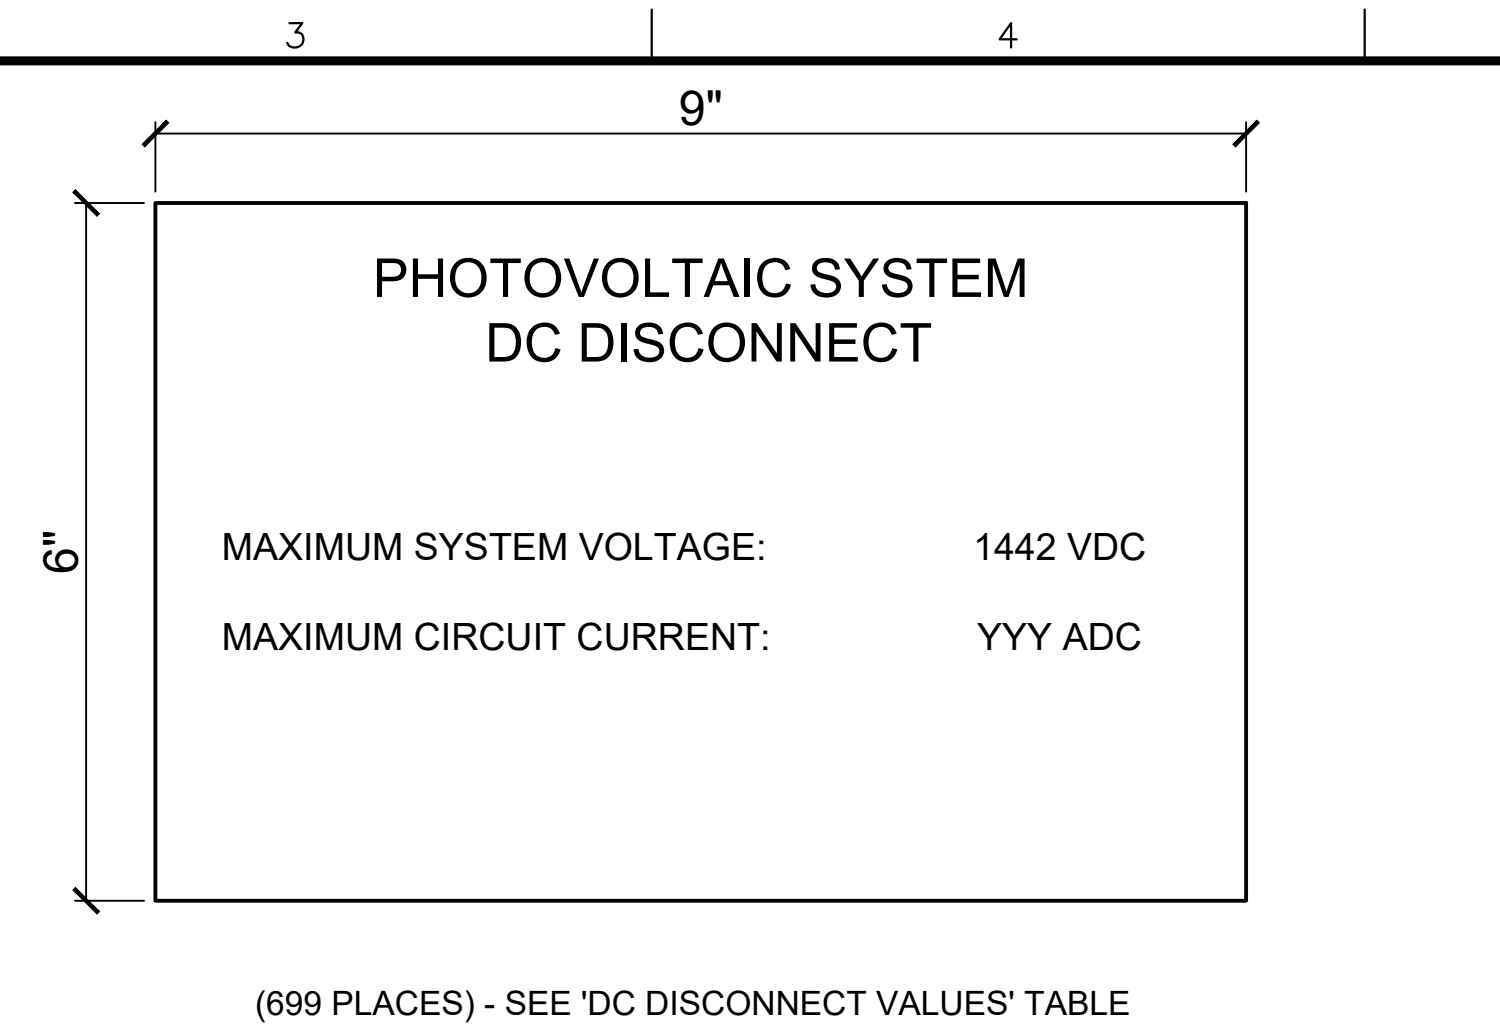 3 4
9"
PHOTOVOLTAIC SYSTEM
DC DISCONNECT
6"
MAXIMUM SYSTEM VOLTAGE: 1442 VDC
MAXIMUM CIRCUIT CURRENT: YYY ADC
(699 PLACES) - SEE 'DC DISCONNECT VALUES' TABLE